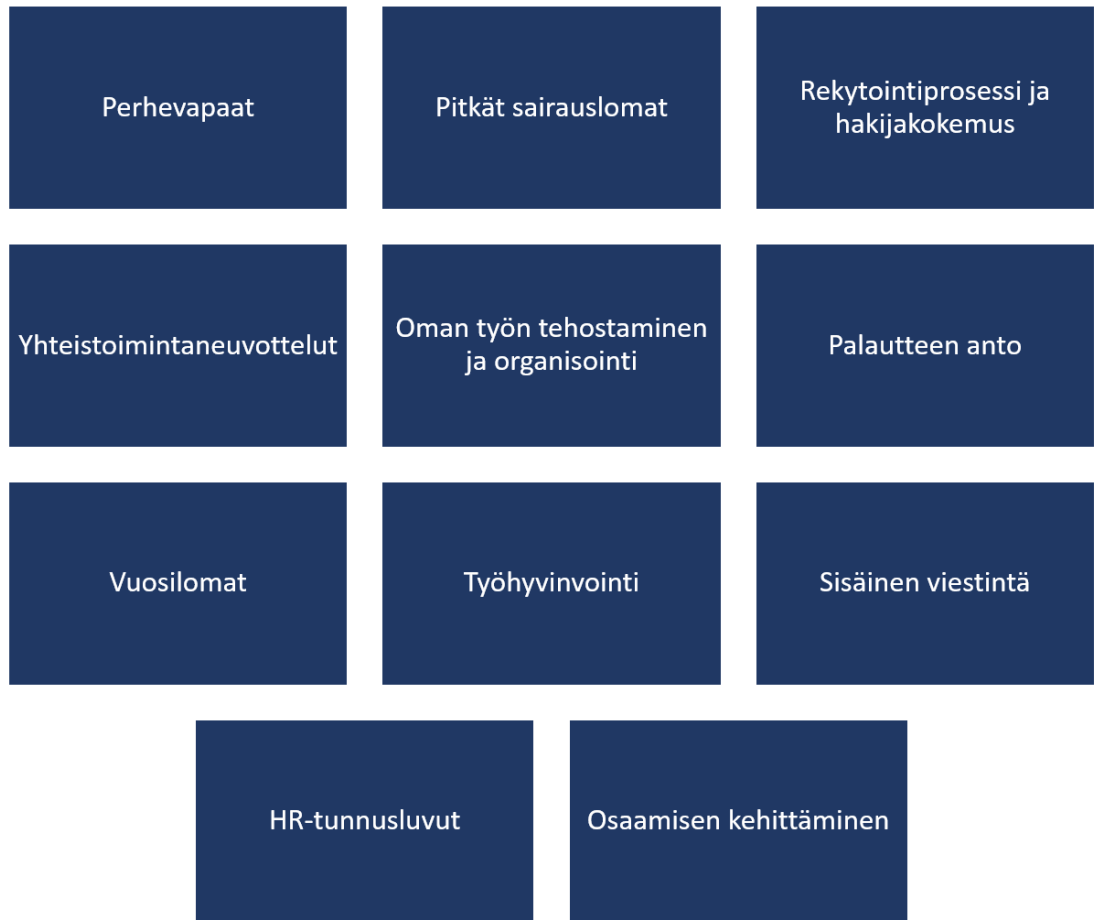 Perhevapaat
Pitkät sairauslomat
Rekytointiprosessi ja
hakijakokemus
Yhteistoimintaneuvottelut
Oman työn tehostaminen
ja organisointi
Palautteen anto
Vuosilomat
Työhyvinvointi
Sisäinen viestintä
HR-tunnusluvut
Osaamisen kehittäminen